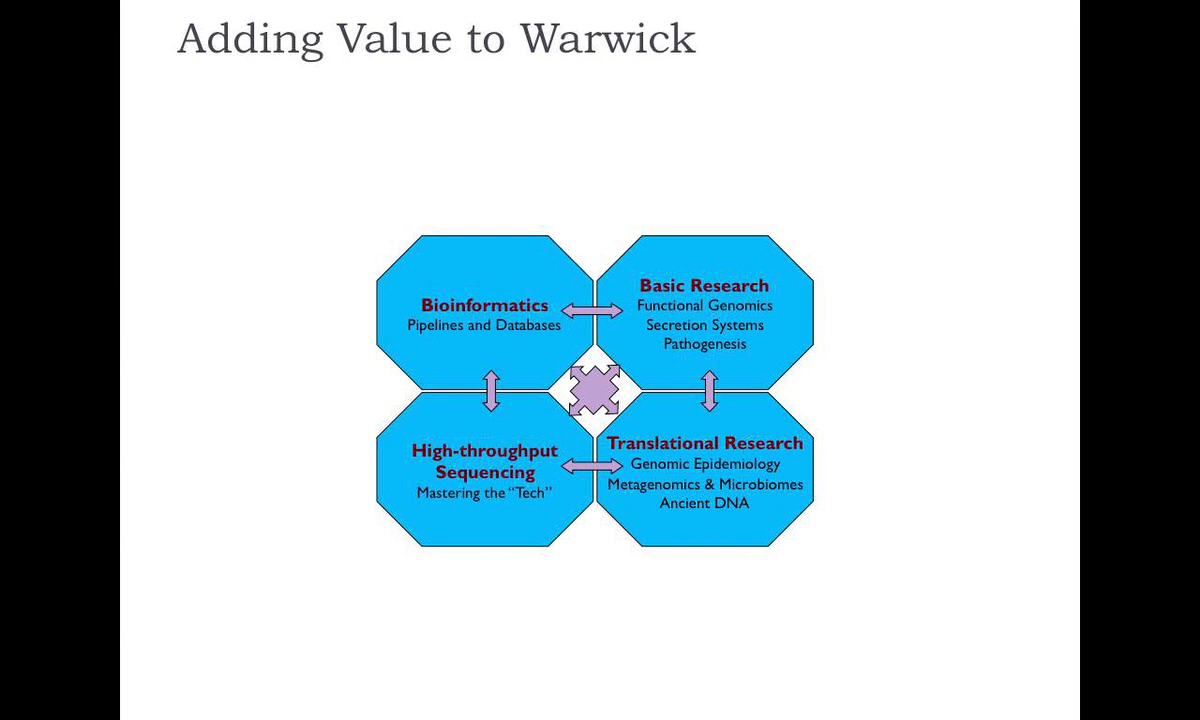 Adding Value to Warwick
Bioinformatics
Pipelines and Databases
Basic Research
Functional Genomics
Secretion Systems
Pathogenesis
High-throughput
Sequencing
Mastering the “Tech”
Translational Research
Genomic Epidemiology
Metagenomics & Microbiomes
Ancient DNA